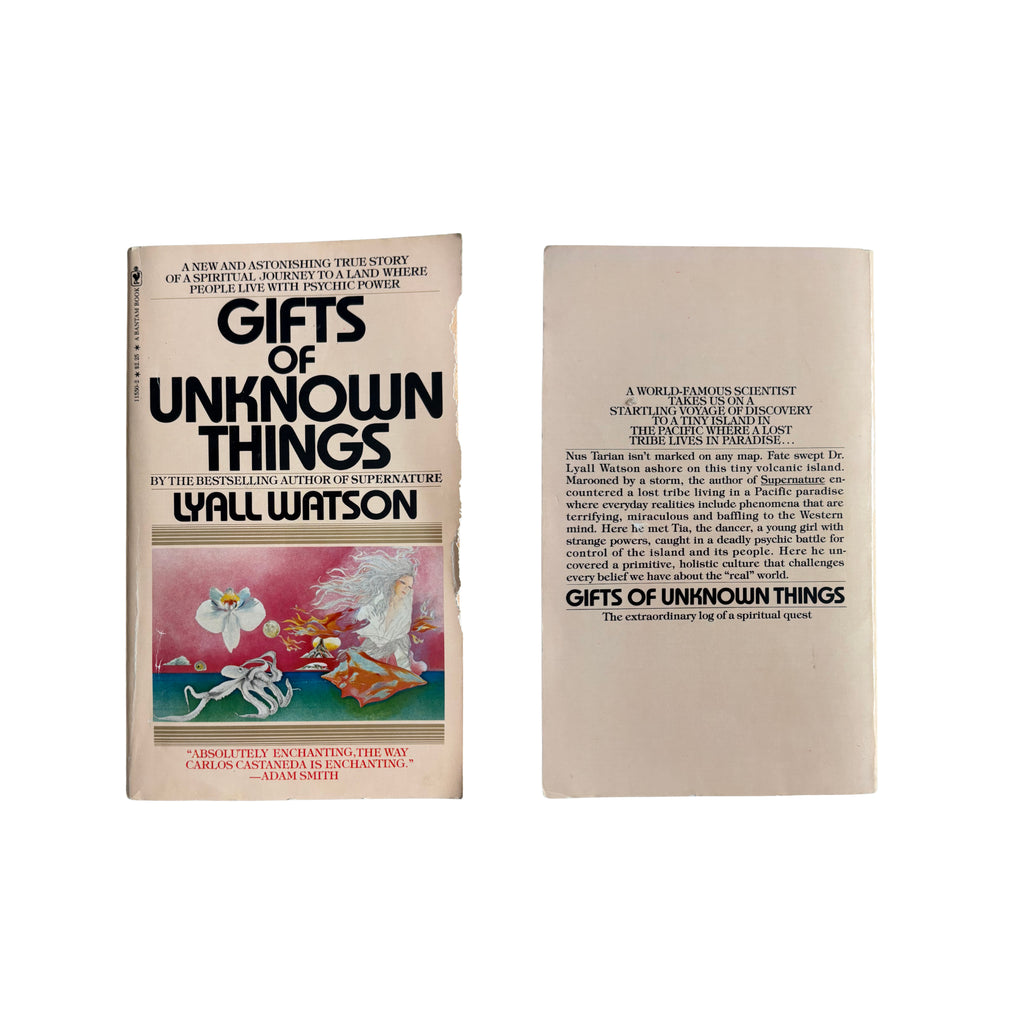 11550-2 ★ $2.25 ★ A BANTAM BOOK
A NEW AND ASTONISHING TRUE STORY
OF A SPIRITUAL JOURNEY TO A LAND WHERE
PEOPLE LIVE WITH PSYCHIC POWER
GIFTS
OF
UNKNOWN
THINGS
BY THE BESTSELLING AUTHOR OF SUPERNATURE
LYALL WATSON
“ABSOLUTELY ENCHANTING, THE WAY
CARLOS CASTANEDA IS ENCHANTING.”
—ADAM SMITH
A WORLD-FAMOUS SCIENTIST
TAKES US ON A
STARTLING VOYAGE OF DISCOVERY
TO A TINY ISLAND IN
THE PACIFIC WHERE A LOST
TRIBE LIVES IN PARADISE...
Nus Tarian isn’t marked on any map. Fate swept Dr.
Lyall Watson ashore on this tiny volcanic island.
Marooned by a storm, the author of Supernature en-
countered a lost tribe living in a Pacific paradise
where everyday realities include phenomena that are
terrifying, miraculous and baffling to the Western
mind. Here he met Tia, the dancer, a young girl with
strange powers, caught in a deadly psychic battle for
control of the island and its people. Here he un-
covered a primitive, holistic culture that challenges
every belief we have about the “real” world.
GIFTS OF UNKNOWN THINGS
The extraordinary log of a spiritual quest